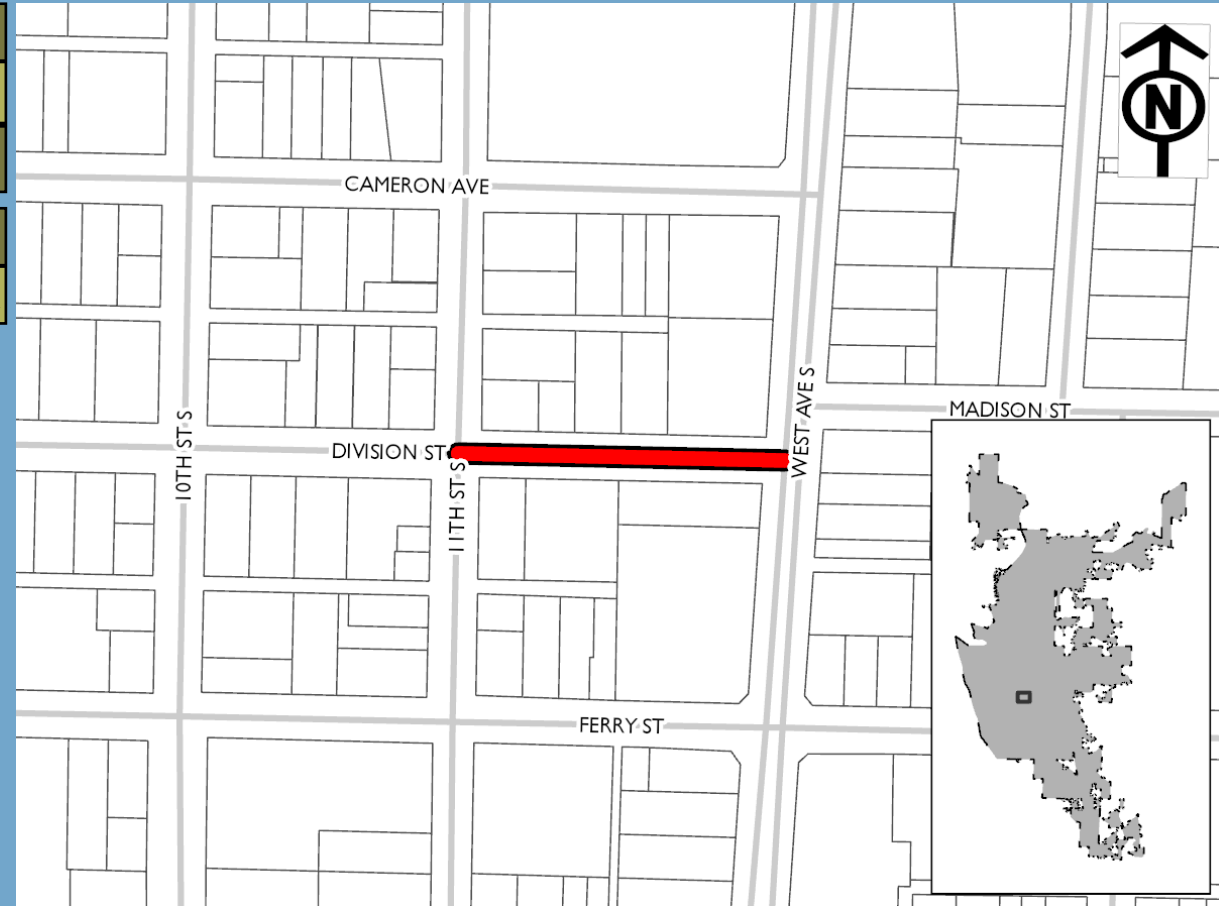 N
CAMERON AVE
WEST AVE S
MADISON ST
10TH ST S
DIVISION ST
11TH ST S
FERRY ST